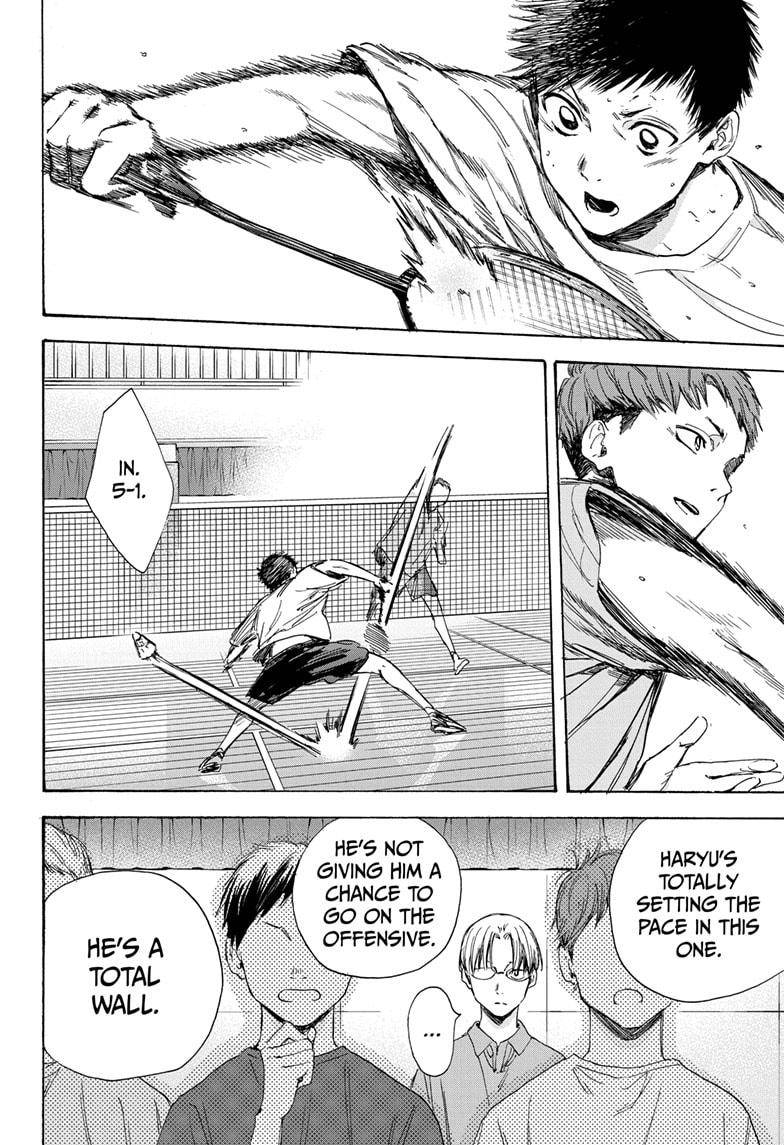 IN.
5-1.
HARYU'S
TOTALLY
SETTING THE
PACE IN THIS
ONE.
HE'S NOT
GIVING HIM A
CHANCE TO
GO ON THE
OFFENSIVE.
...
HE'S A
TOTAL
WALL.